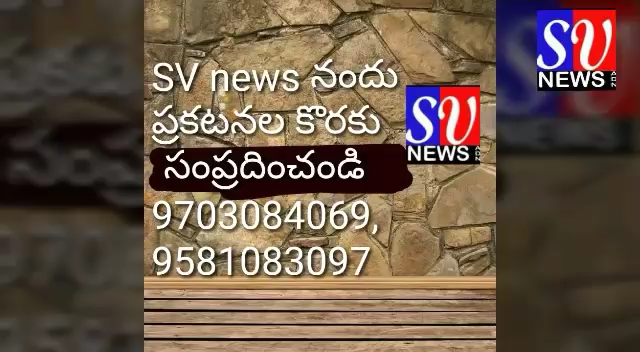 SV news నందు
ప్రకటనల కొరకు
సంప్రదించండి
9703084069,
9581083097
SV
NEWS
SV
NEWS